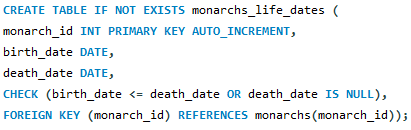 CREATE TABLE IF NOT EXISTS monarchs_life_dates (
monarch_id INT PRIMARY KEY AUTO_INCREMENT,
birth_date DATE,
death_date DATE,
CHECK (birth_date <= death_date OR death_date IS NULL),
FOREIGN KEY (monarch_id) REFERENCES monarchs(monarch_id));